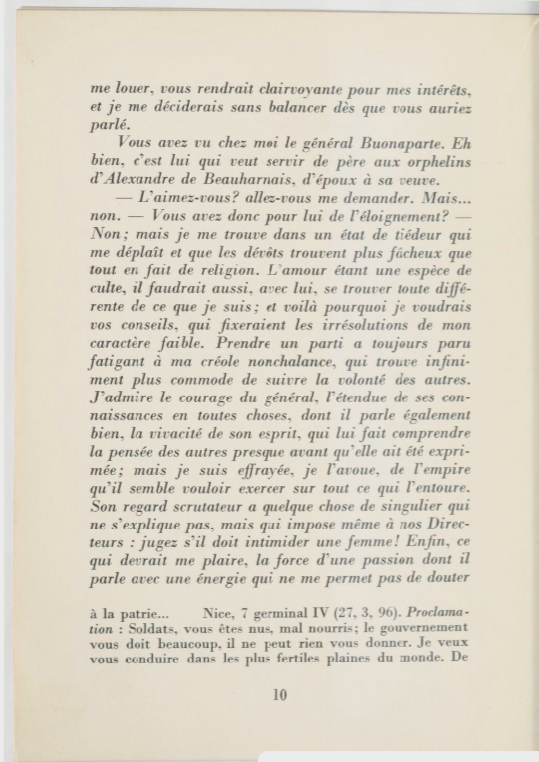 me louer, vous rendrait clairvoyante pour mes intérêts,
et je me déciderais sans balancer dès que vous auriez
parlé.
Vous avez vu chez moi le général Buonaparte. Eh
bien, c'est lui qui veut servir de père aux orphelins
d'Alexandre de Beauharnais, d'époux à sa veuve.
— L'aimez-vous? allez-vous me demander. Mais...
non. — Vous avez donc pour lui de l'éloignement? —
Non; mais je me trouve dans un état de tiédeur qui
me déplaît et que les dévôts trouvent plus fâcheux que
tout en fait de religion. L'amour étant une espèce de
culte, il faudrait aussi, avec lui, se trouver toute diffé-
rente de ce que je suis; et voilà pourquoi je voudrais
vos conseils, qui fixeraient les irrésolutions de mon
caractère faible. Prendre un parti a toujours paru
fatigant à ma créole nonchalance, qui trouve infini-
ment plus commode de suivre la volonté des autres.
J'admire le courage du général, l'étendue de ses con-
naissances en toutes choses, dont il parle également
bien, la vivacité de son esprit, qui lui fait comprendre
la pensée des autres presque avant qu'elle ait été expri-
mée; mais je suis effrayée, je l'avoue, de l'empire
qu'il semble vouloir exercer sur tout ce qui l'entoure.
Son regard scrutateur a quelque chose de singulier qui
ne s'explique pas, mais qui impose même à nos Direc-
teurs : jugez s'il doit intimider une femme! Enfin, ce
qui devrait me plaire, la force d'une passion dont il
parle avec une énergie qui ne me permet pas de douter
à la patrie... Nice, 7 germinal IV (27, 3, 96). Proclama-
tion : Soldats, vous êtes nus, mal nourris; le gouvernement
vous doit beaucoup, il ne peut rien vous donner. Je veux
vous conduire dans les plus fertiles plaines du monde. De
10